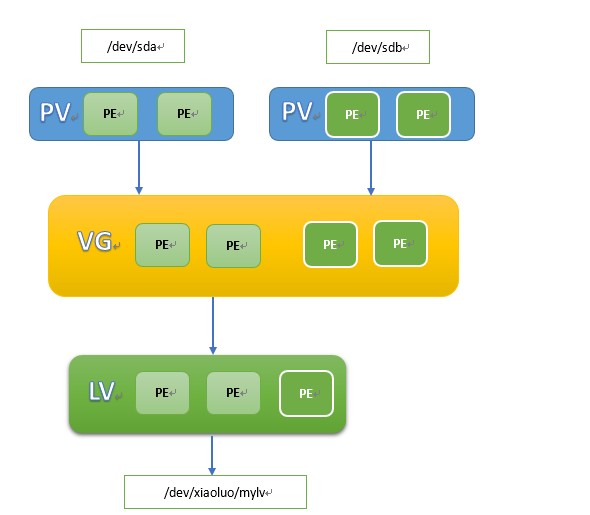 /dev/sda
/dev/sdb
PV PE PE
PV PE PE
VG PE PE PE PE
LV PE PE PE
/dev/xiaoluo/mylv